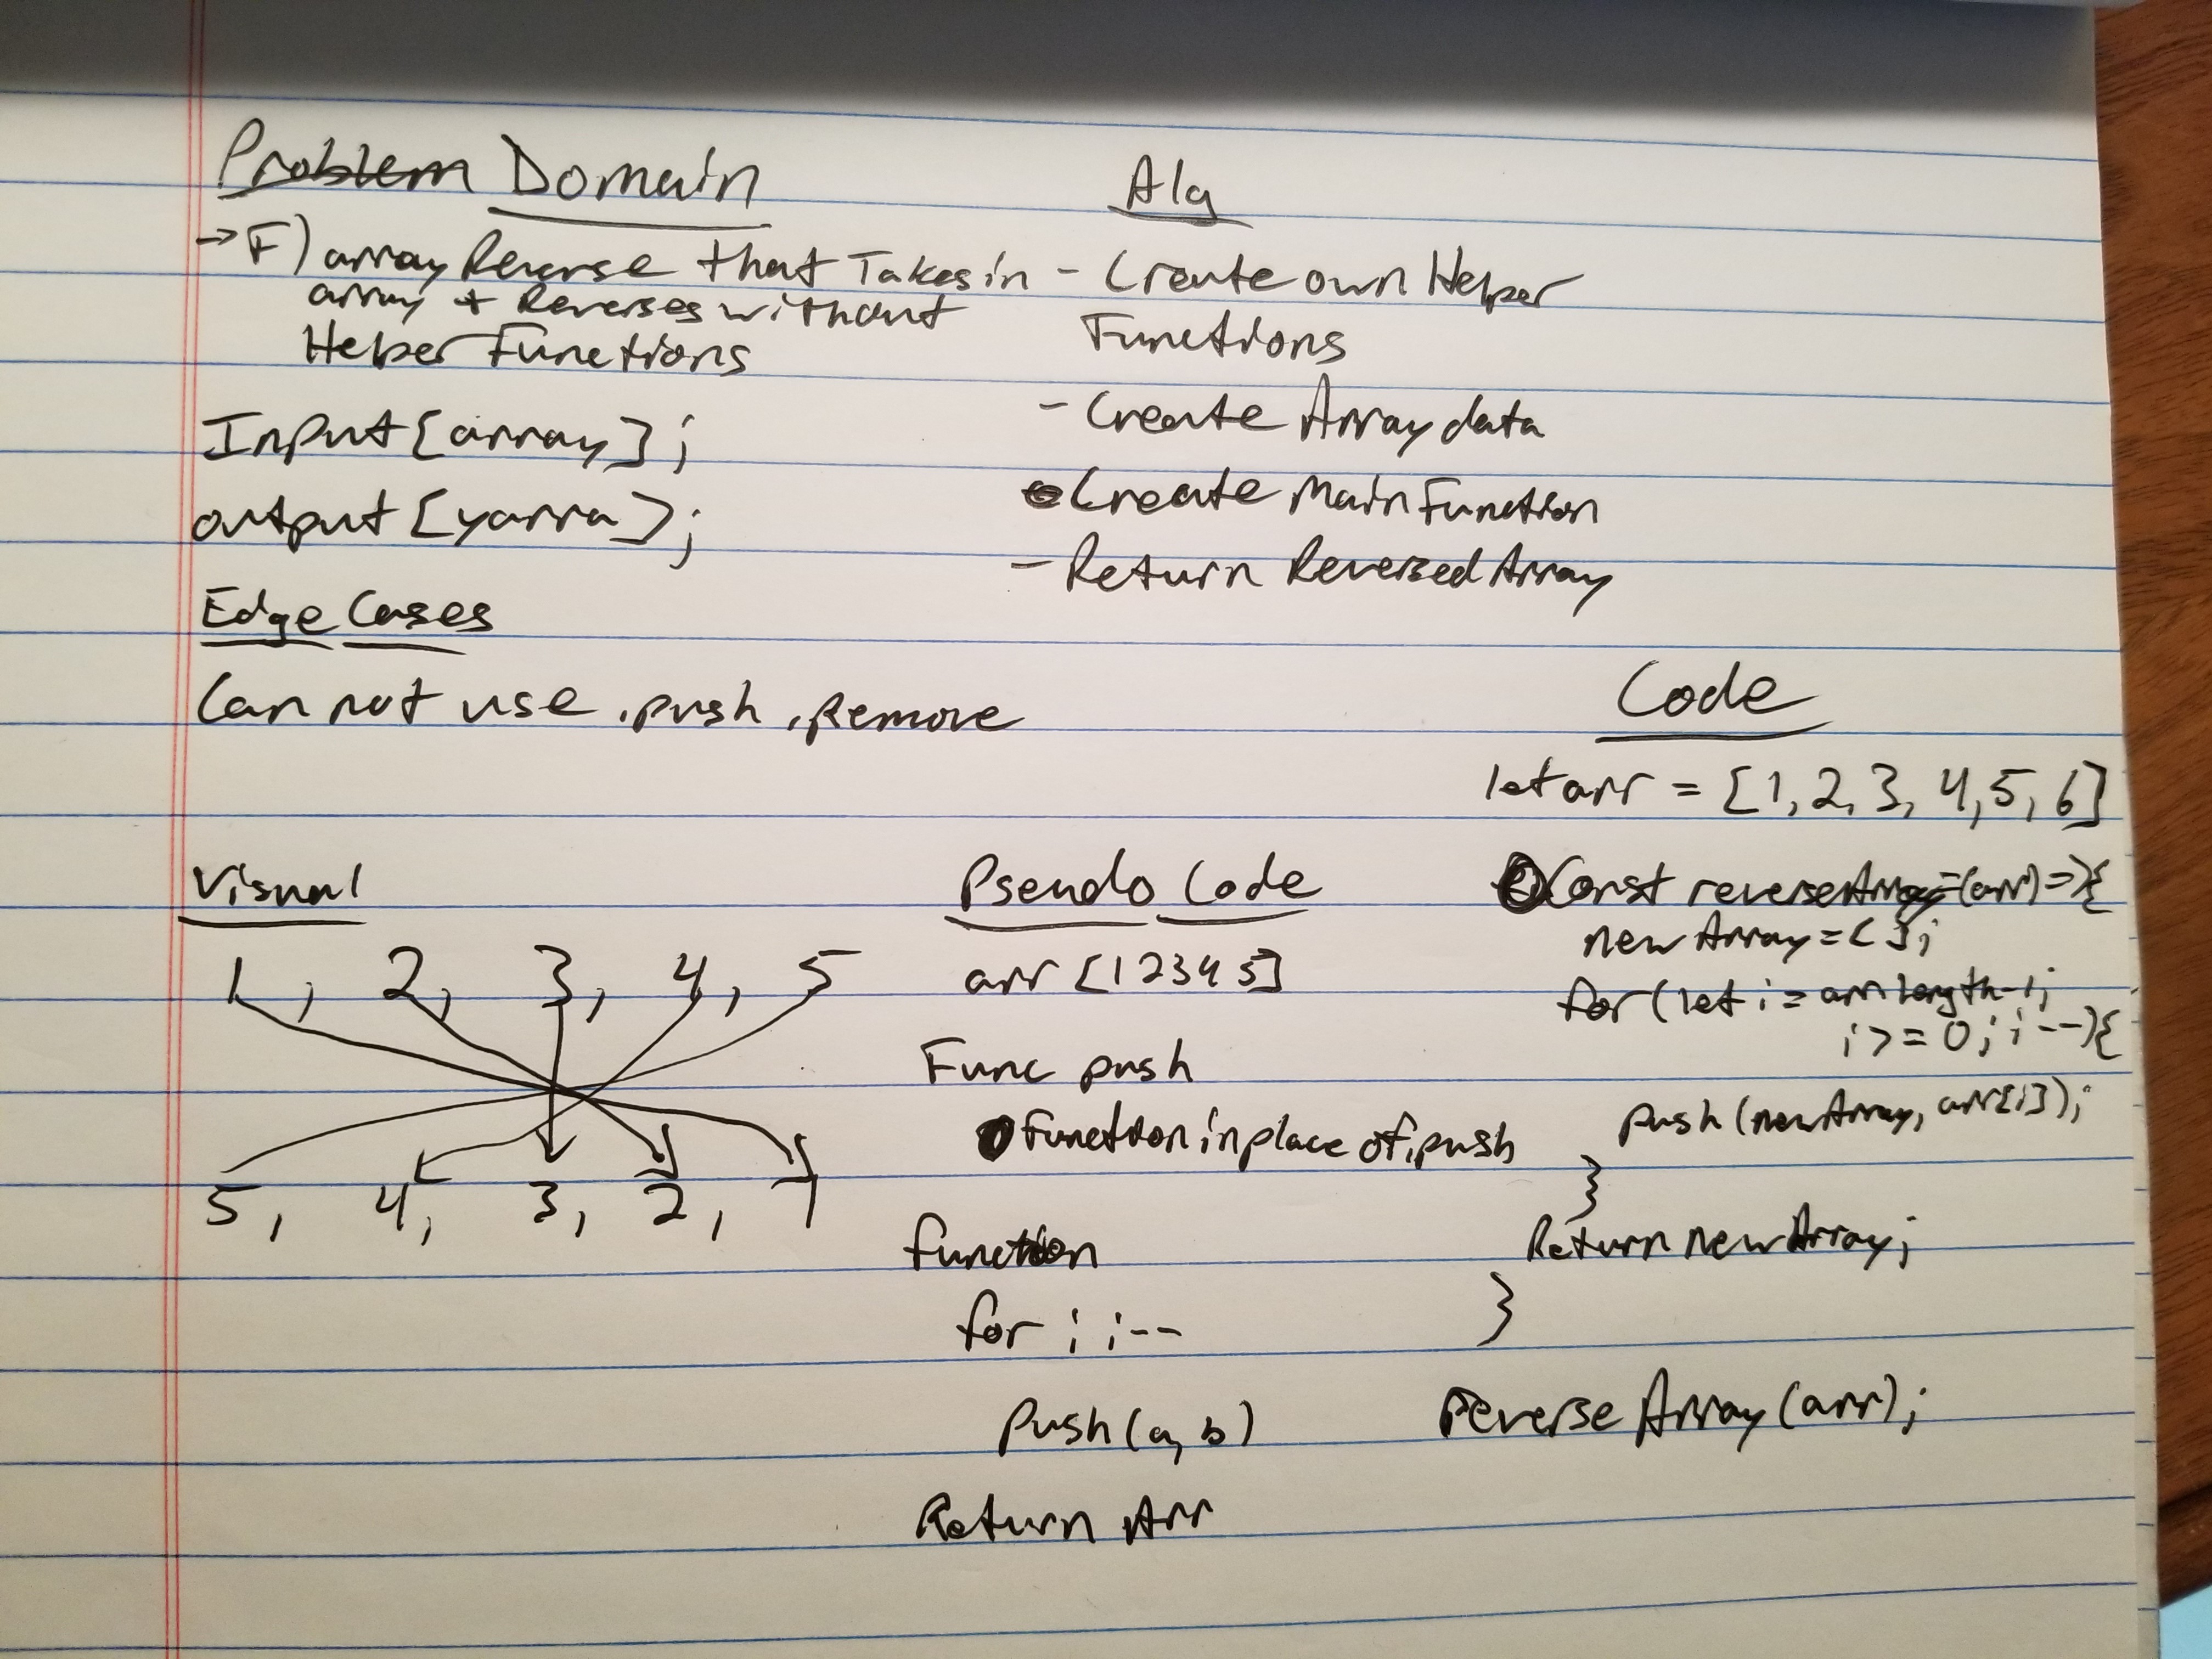 Problem Domain
→ F) array Reverse that Takes in
array + Reverses without
Helper Functions
Input [array];
output [yarra];
Edge Cases
Can not use .push .Remove
Alg
- Create own Helper
Functions
- Create Array data
- Create Main Function
- Return Reversed Array
Visual
1, 2, 3, 4, 5
5, 4, 3, 2, 1
Pseudo Code
arr [1 2 3 4 5]
Func push
Function in place of .push
Function
for i i--
Push (a, b)
Return Arr
Code
let arr = [1, 2, 3, 4, 5, 6]
Const reverseArray = (arr) => {
new Array = [];
for (let i = arr.length-1;
i >= 0; i--) {
push (newArray, arr[i]);
}
Return newArray;
}
reverse Array (arr);